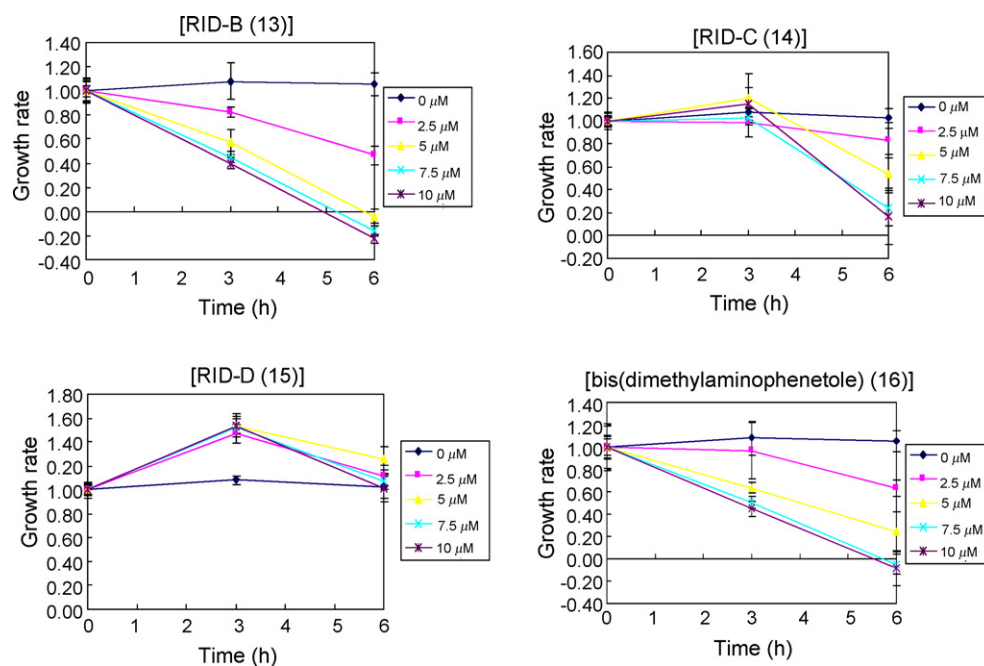 [RID-B (13)]
Growth rate
1.40
1.20
1.00
0.80
0.60
0.40
0.20
0.00
-0.20
-0.40
0 1 2 3 4 5 6
Time (h)
0 μM
2.5 μM
5 μM
7.5 μM
10 μM
[RID-C (14)]
Growth rate
1.60
1.40
1.20
1.00
0.80
0.60
0.40
0.20
0.00
-0.20
0 1 2 3 4 5 6
Time (h)
0 μM
2.5 μM
5 μM
7.5 μM
10 μM
[RID-D (15)]
Growth rate
1.80
1.60
1.40
1.20
1.00
0.80
0.60
0.40
0.20
0.00
0 1 2 3 4 5 6
Time (h)
0 μM
2.5 μM
5 μM
7.5 μM
10 μM
[bis(dimethylaminophenetole) (16)]
Growth rate
1.40
1.20
1.00
0.80
0.60
0.40
0.20
0.00
-0.20
-0.40
0 1 2 3 4 5 6
Time (h)
0 μM
2.5 μM
5 μM
7.5 μM
10 μM